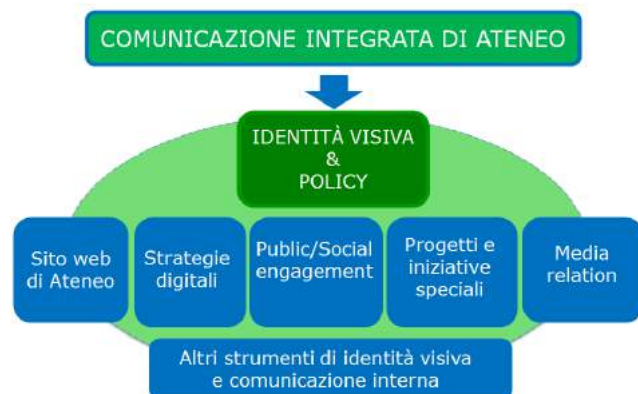 COMUNICAZIONE INTEGRATA DI ATENEO
IDENTITÀ VISIVA
&
POLICY
Sito web
di Ateneo
Strategie
digitali
Public/Social
engagement
Progetti e
iniziative
speciali
Media
relation
Altri strumenti di identità visiva
e comunicazione interna